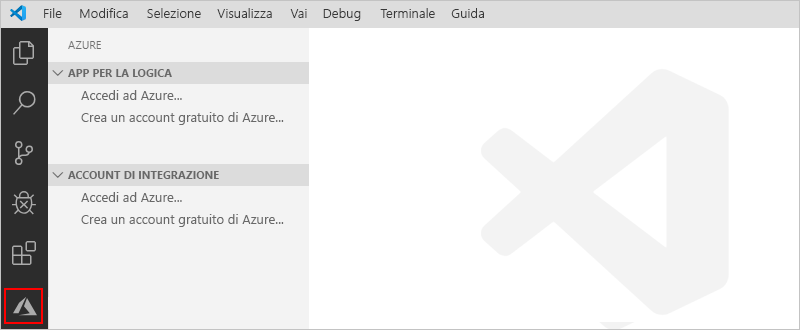 File Modifica Selezione Visualizza Vai Debug Terminale Guida
AZURE
APP PER LA LOGICA
Accedi ad Azure...
Crea un account gratuito di Azure...
ACCOUNT DI INTEGRAZIONE
Accedi ad Azure...
Crea un account gratuito di Azure...